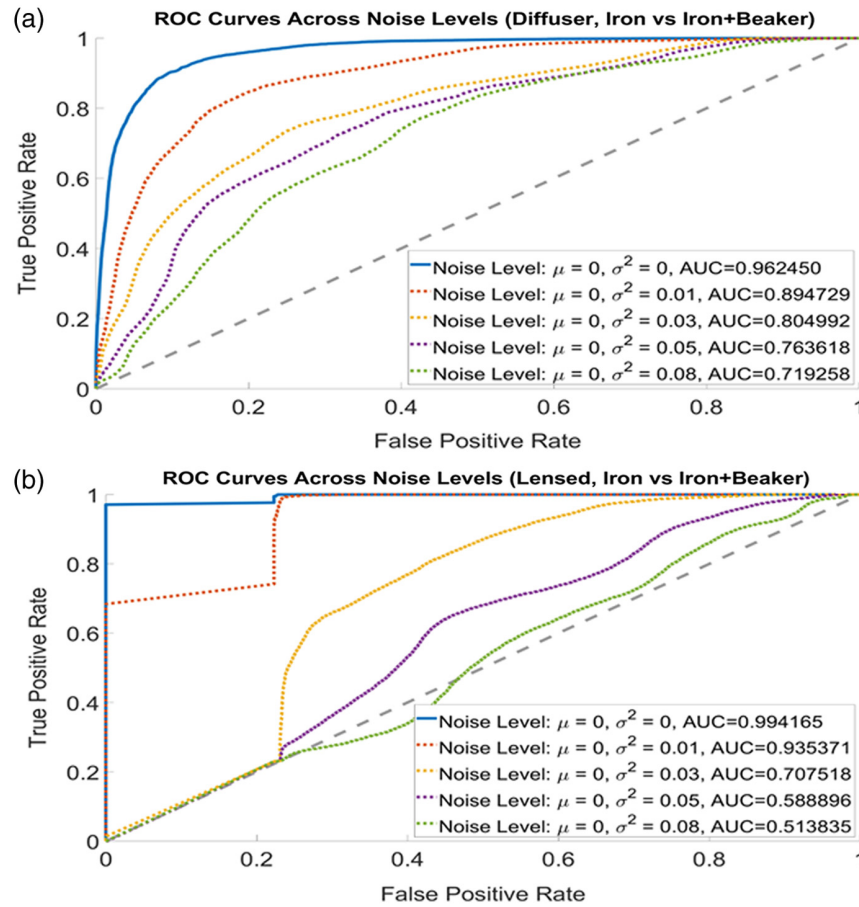 (a)
ROC Curves Across Noise Levels (Diffuser, Iron vs Iron+Beaker)
1
0.8
0.6
0.4
0.2
0
True Positive Rate
Noise Level: μ = 0, σ² = 0, AUC=0.962450
Noise Level: μ = 0, σ² = 0.01, AUC=0.894729
Noise Level: μ = 0, σ² = 0.03, AUC=0.804992
Noise Level: μ = 0, σ² = 0.05, AUC=0.763618
Noise Level: μ = 0, σ² = 0.08, AUC=0.719258
0 0.2 0.4 0.6 0.8 1
False Positive Rate
(b)
ROC Curves Across Noise Levels (Lensed, Iron vs Iron+Beaker)
1
0.8
0.6
0.4
0.2
0
True Positive Rate
Noise Level: μ = 0, σ² = 0, AUC=0.994165
Noise Level: μ = 0, σ² = 0.01, AUC=0.935371
Noise Level: μ = 0, σ² = 0.03, AUC=0.707518
Noise Level: μ = 0, σ² = 0.05, AUC=0.588896
Noise Level: μ = 0, σ² = 0.08, AUC=0.513835
0 0.2 0.4 0.6 0.8 1
False Positive Rate